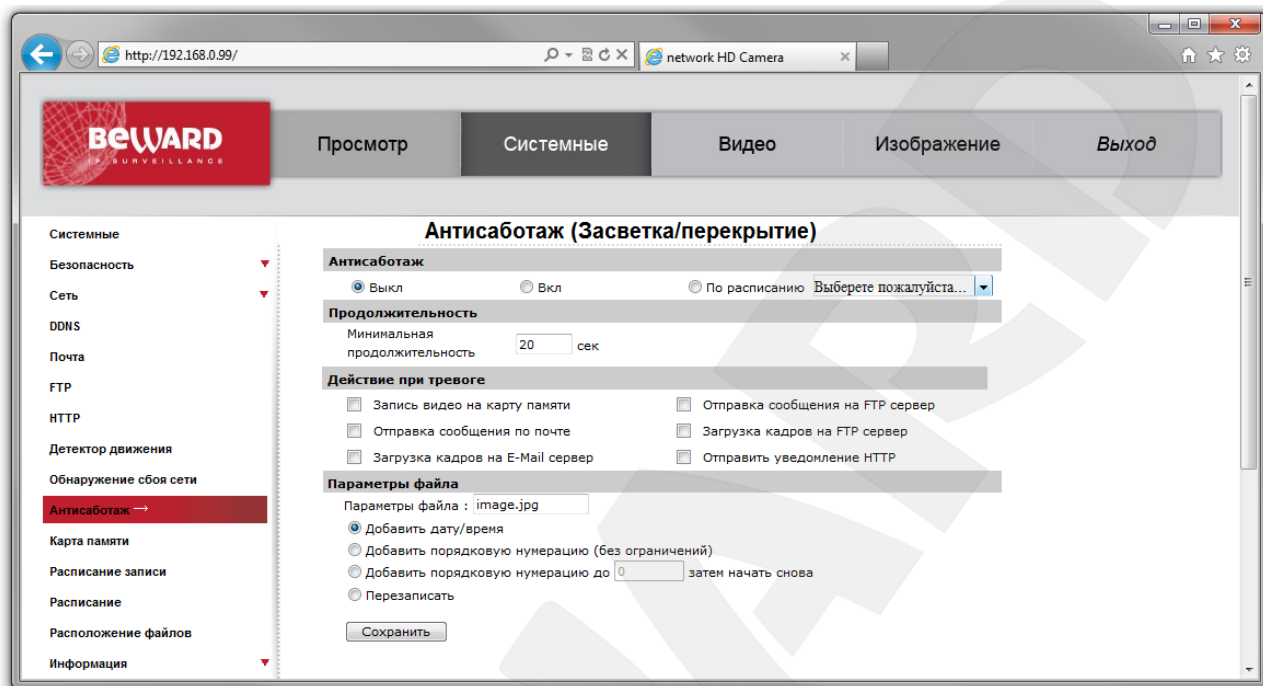 http://192.168.0.99/
network HD Camera
BEWARD
IP SURVEILLANCE
Просмотр
Системные
Видео
Изображение
Выход
Системные
Безопасность
Сеть
DDNS
Почта
FTP
HTTP
Детектор движения
Обнаружение сбоя сети
Антисаботаж →
Карта памяти
Расписание записи
Расписание
Расположение файлов
Информация
Антисаботаж (Засветка/перекрытие)
Антисаботаж
Выкл Вкл По расписанию Выберете пожалуйста...
Продолжительность
Минимальная
продолжительность 20 сек
Действие при тревоге
Запись видео на карту памяти Отправка сообщения на FTP сервер
Отправка сообщения по почте Загрузка кадров на FTP сервер
Загрузка кадров на E-Mail сервер Отправить уведомление HTTP
Параметры файла
Параметры файла : image.jpg
Добавить дату/время
Добавить порядковую нумерацию (без ограничений)
Добавить порядковую нумерацию до 0 затем начать снова
Перезаписать
Сохранить